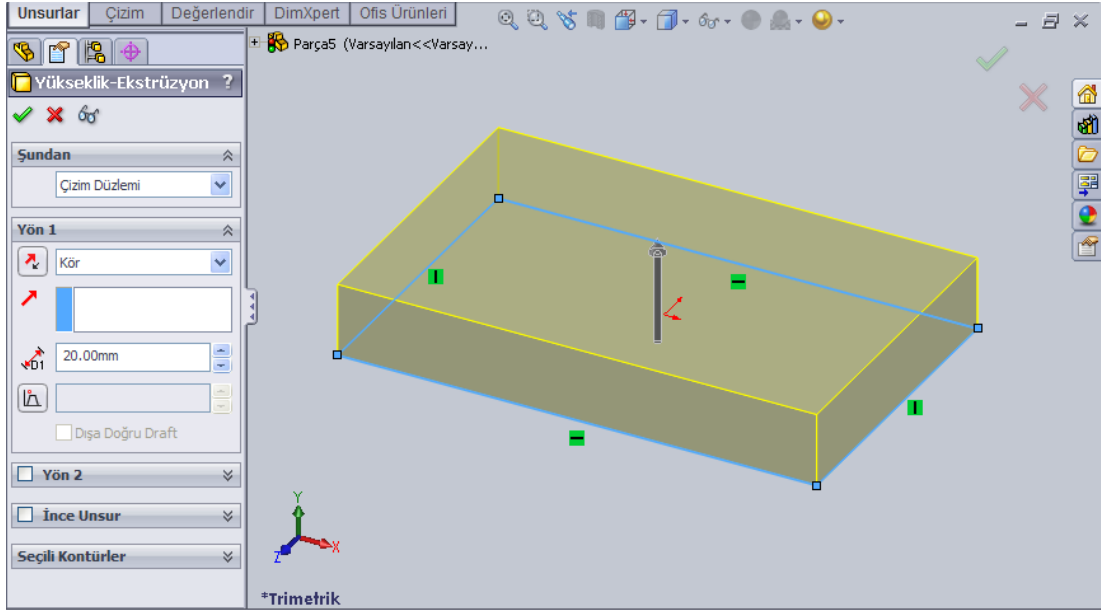 Unsurlar Çizim Değerlendir DimXpert Ofis Ürünleri
Parça5 (Varsayılan<<Varsay...
Yükseklik-Ekstrüzyon ?
Şundan
Çizim Düzlemi
Yön 1
Kör
D1
20.00mm
Dışa Doğru Draft
Yön 2
İnce Unsur
Seçili Kontürler
Y
X
Z
*Trimetrik